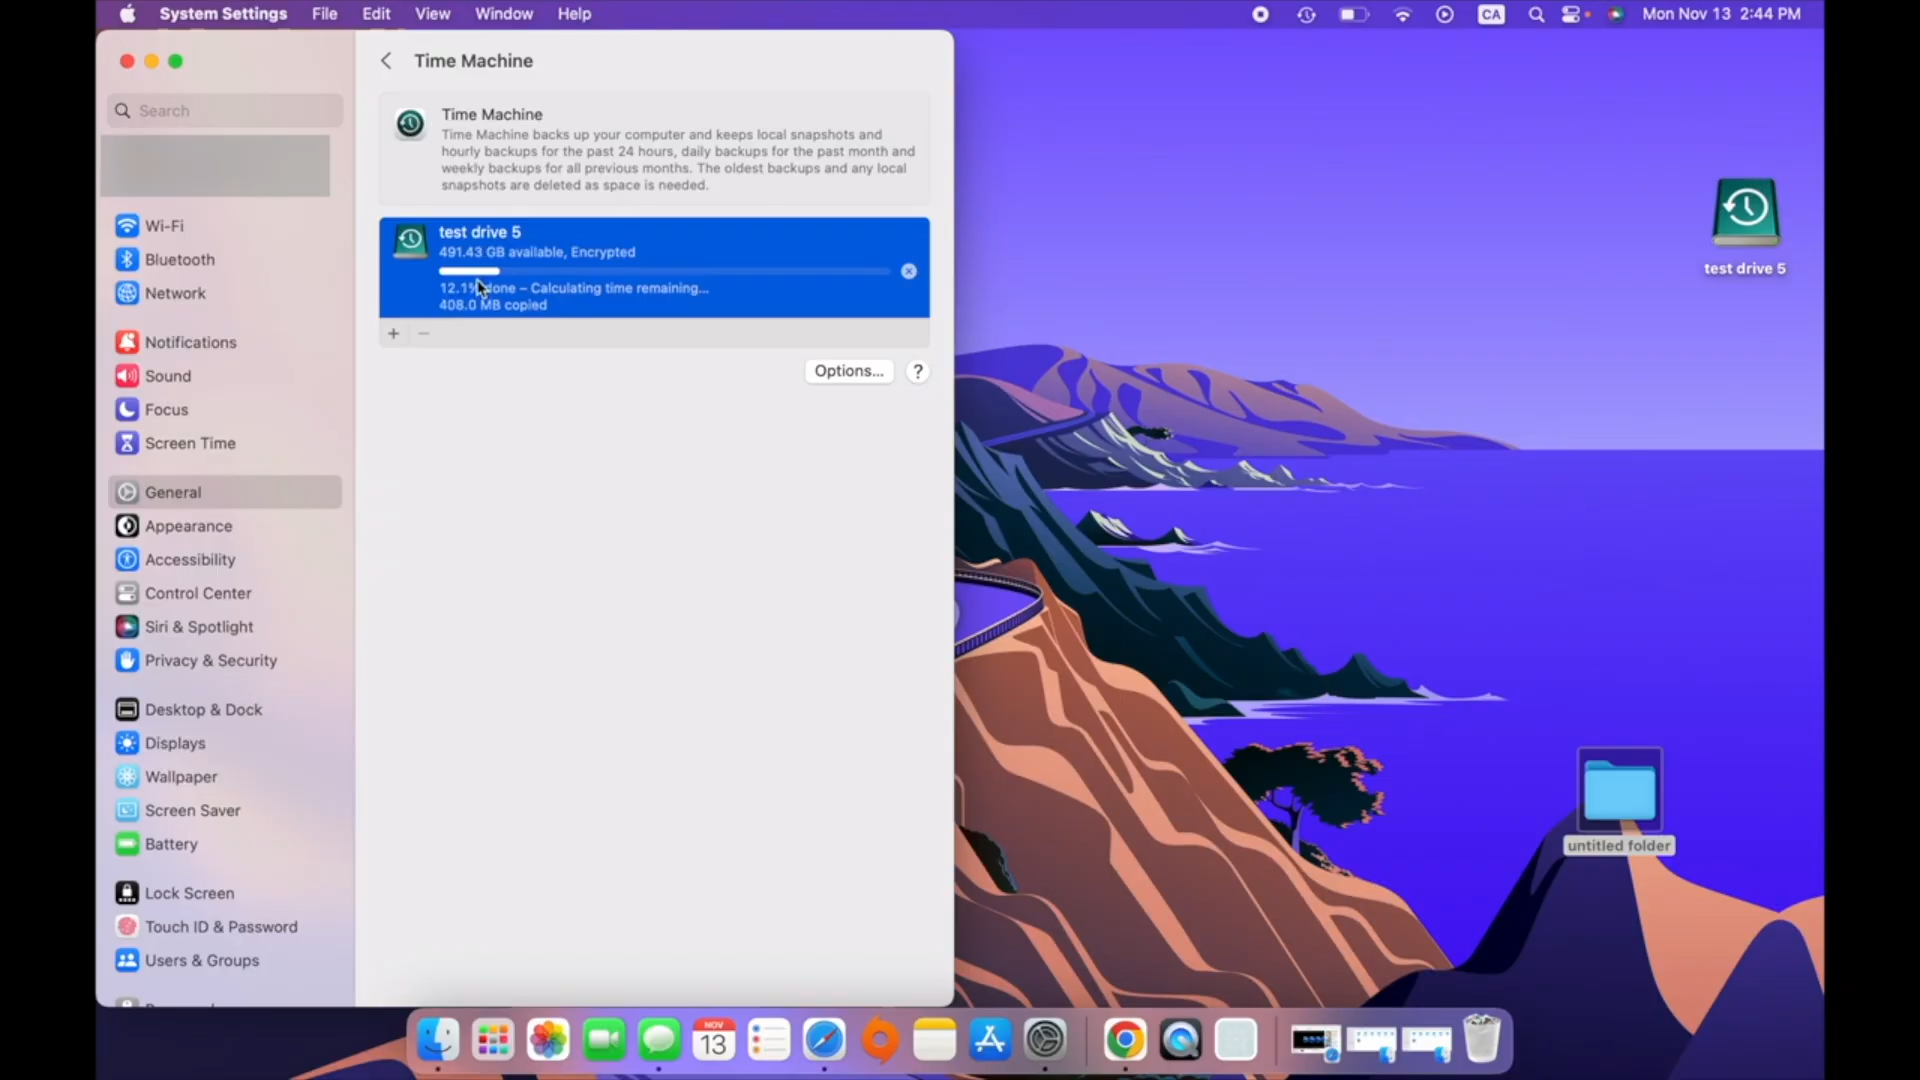 System Settings File Edit View Window Help
CA Mon Nov 13 2:44 PM
Time Machine
Search
Time Machine
Time Machine backs up your computer and keeps local snapshots and
hourly backups for the past 24 hours, daily backups for the past month and
weekly backups for all previous months. The oldest backups and any local
snapshots are deleted as space is needed.
test drive 5
491.43 GB available, Encrypted
12.1% done – Calculating time remaining...
408.0 MB copied
+ −
Options... ?
Wi-Fi
Bluetooth
Network
Notifications
Sound
Focus
Screen Time
General
Appearance
Accessibility
Control Center
Siri & Spotlight
Privacy & Security
Desktop & Dock
Displays
Wallpaper
Screen Saver
Battery
Lock Screen
Touch ID & Password
Users & Groups
test drive 5
untitled folder
NOV
13